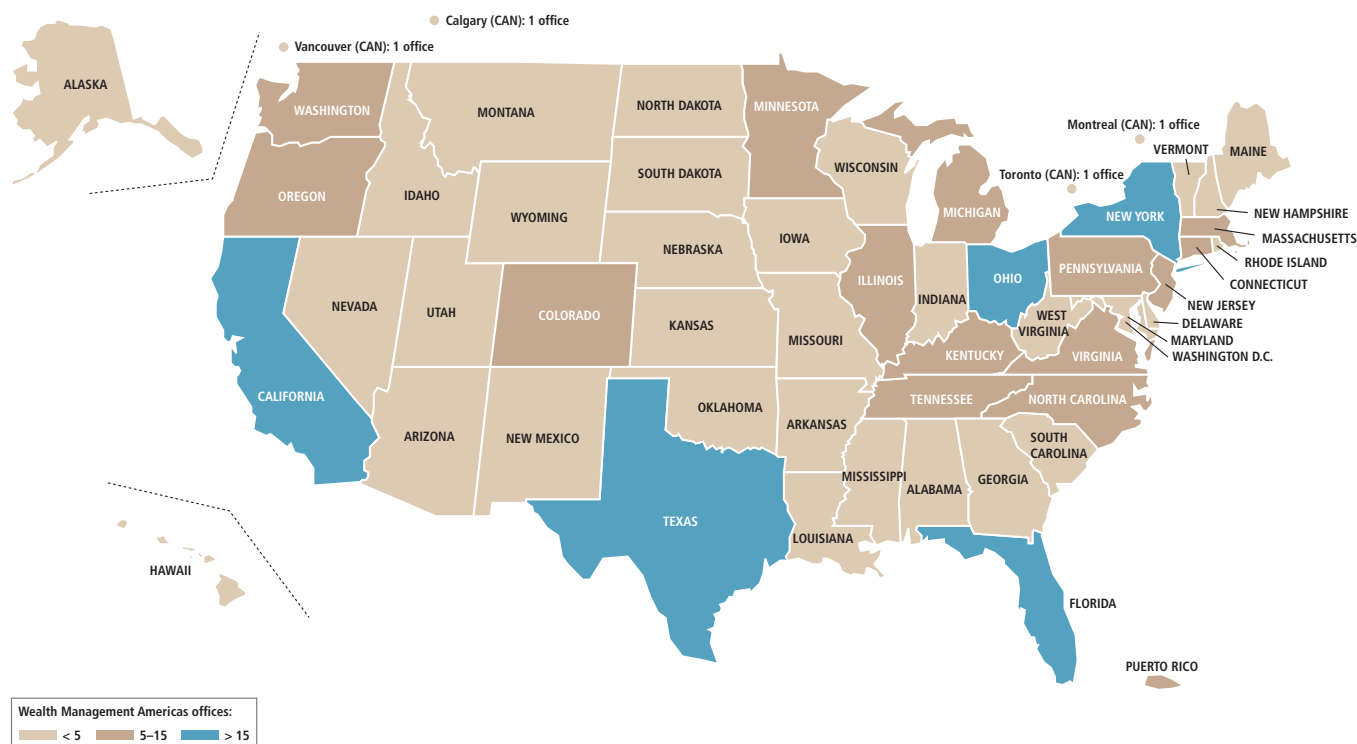 Calgary (CAN): 1 office
Vancouver (CAN): 1 office
ALASKA
WASHINGTON
MONTANA
NORTH DAKOTA
MINNESOTA
Montreal (CAN): 1 office
VERMONT
MAINE
OREGON
IDAHO
SOUTH DAKOTA
WISCONSIN
Toronto (CAN): 1 office
WYOMING
MICHIGAN
NEW YORK
NEW HAMPSHIRE
MASSACHUSETTS
NEBRASKA
IOWA
RHODE ISLAND
PENNSYLVANIA
CONNECTICUT
NEVADA
UTAH
COLORADO
ILLINOIS
INDIANA
OHIO
NEW JERSEY
KANSAS
MISSOURI
WEST
VIRGINIA
DELAWARE
MARYLAND
WASHINGTON D.C.
KENTUCKY
VIRGINIA
CALIFORNIA
TENNESSEE
NORTH CAROLINA
ARIZONA
NEW MEXICO
OKLAHOMA
ARKANSAS
SOUTH
CAROLINA
MISSISSIPPI
ALABAMA
GEORGIA
TEXAS
LOUISIANA
HAWAII
FLORIDA
PUERTO RICO
Wealth Management Americas offices:
< 5 5–15 > 15